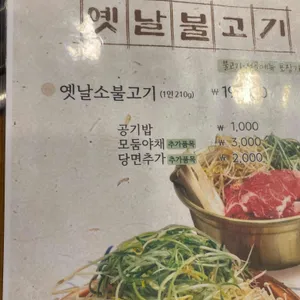 옛날불고기
옛날소불고기 (1인 210g) ₩
공기밥 ₩ 1,000
모둠야채 추가품목 ₩ 3,000
당면추가 추가품목 ₩ 2,000